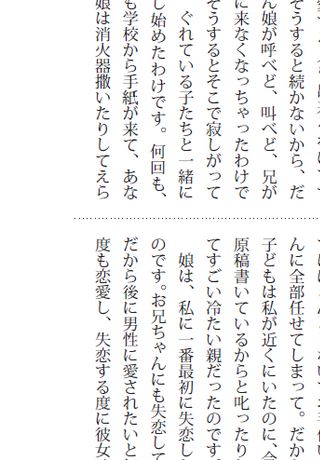 そうすると続かないから、だ
ん娘が呼べど、叫べど、兄が
に来なくなっちゃったわけで
そうするとそこで寂しがって
ぐれている子たちと一緒に
し始めたわけです。何回も、
も学校から手紙が来て、あな
娘は消火器撒いたりしてえら
んに全部任せてしまって。だか
子どもは私が近くにいたのに、
原稿書いているからと叱ったり
てすごい冷たい親だったのです
娘は、私に一番最初に失恋し
のです。お兄ちゃんにも失恋して
だから後に男性に愛されたいと
度も恋愛し、失恋する度に彼女